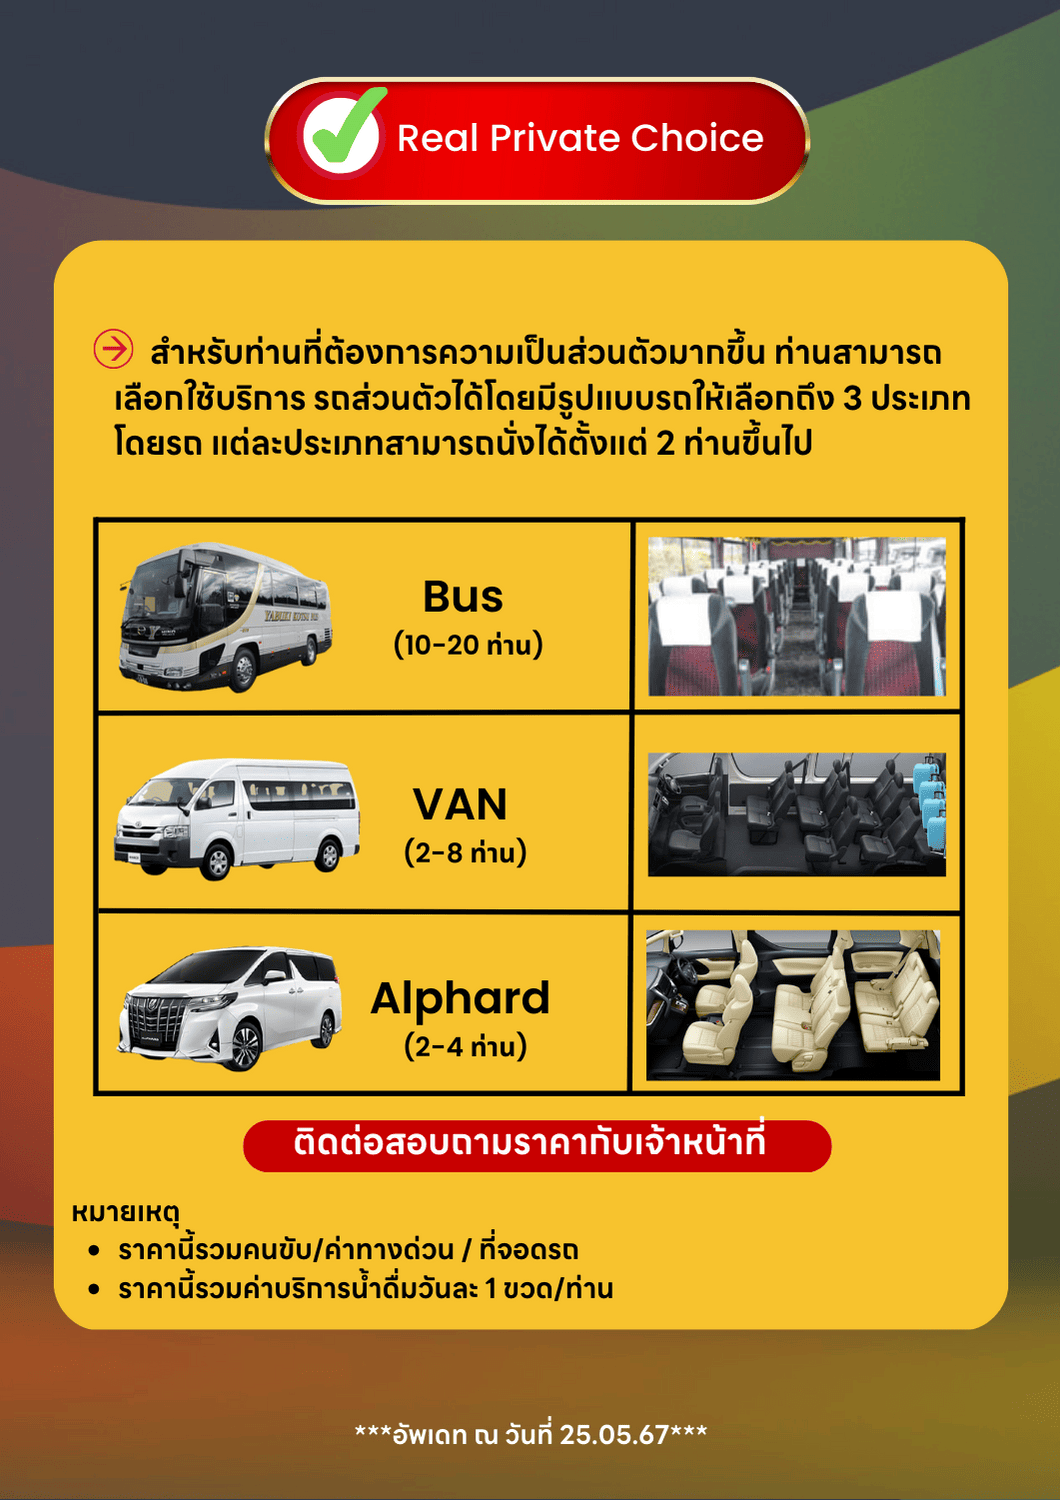 Real Private Choice
สำหรับท่านที่ต้องการความเป็นส่วนตัวมากขึ้น ท่านสามารถ
เลือกใช้บริการ รถส่วนตัวได้โดยมีรูปแบบรถให้เลือกถึง 3 ประเภท
โดยรถ แต่ละประเภทสามารถนั่งได้ตั้งแต่ 2 ท่านขึ้นไป
Bus
(10-20 ท่าน)
VAN
(2-8 ท่าน)
Alphard
(2-4 ท่าน)
ติดต่อสอบถามราคากับเจ้าหน้าที่
หมายเหตุ
• ราคานี้รวมคนขับ/ค่าทางด่วน / ที่จอดรถ
• ราคานี้รวมค่าบริการน้ำดื่มวันละ 1 ขวด/ท่าน
***อัพเดท ณ วันที่ 25.05.67***